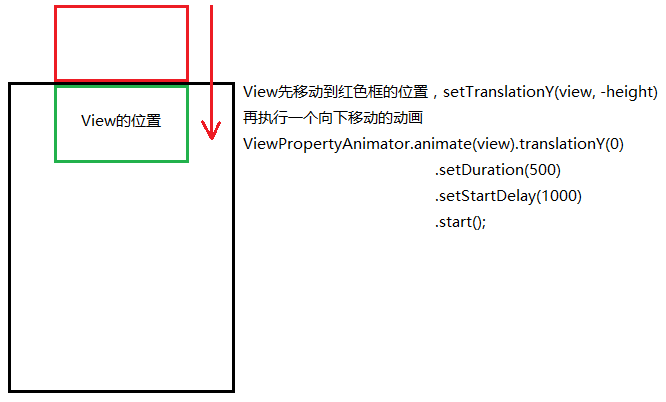 View的位置
View先移动到红色框的位置，setTranslationY(view, -height)
再执行一个向下移动的动画
ViewPropertyAnimator.animate(view).translationY(0)
.setDuration(500)
.setStartDelay(1000)
.start();